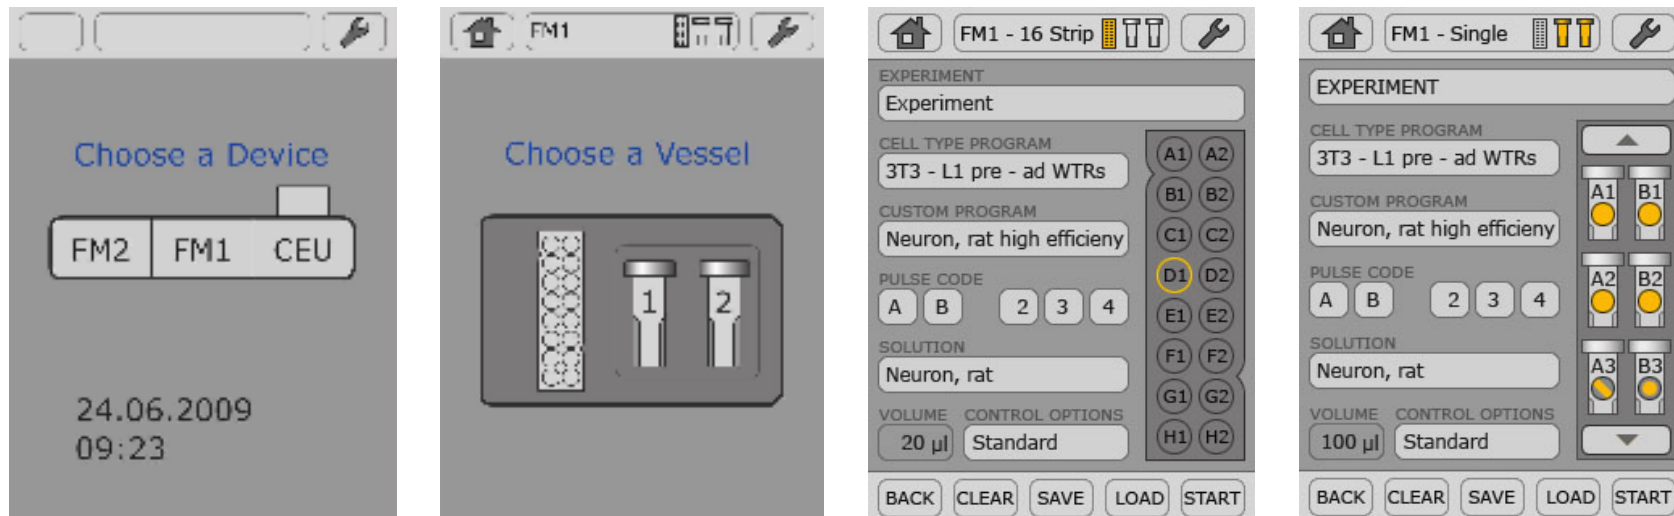 Choose a Device
FM2 FM1 CEU
24.06.2009
09:23
FM1
Choose a Vessel
1 2
FM1 - 16 Strip
EXPERIMENT
Experiment
CELL TYPE PROGRAM
3T3 - L1 pre - ad WTRs
CUSTOM PROGRAM
Neuron, rat high efficieny
PULSE CODE
A B 2 3 4
SOLUTION
Neuron, rat
VOLUME CONTROL OPTIONS
20 µl Standard
A1 A2
B1 B2
C1 C2
D1 D2
E1 E2
F1 F2
G1 G2
H1 H2
BACK CLEAR SAVE LOAD START
FM1 - Single
EXPERIMENT
CELL TYPE PROGRAM
3T3 - L1 pre - ad WTRs
CUSTOM PROGRAM
Neuron, rat high efficieny
PULSE CODE
A B 2 3 4
SOLUTION
Neuron, rat
VOLUME CONTROL OPTIONS
100 µl Standard
A1 B1
A2 B2
A3 B3
BACK CLEAR SAVE LOAD START